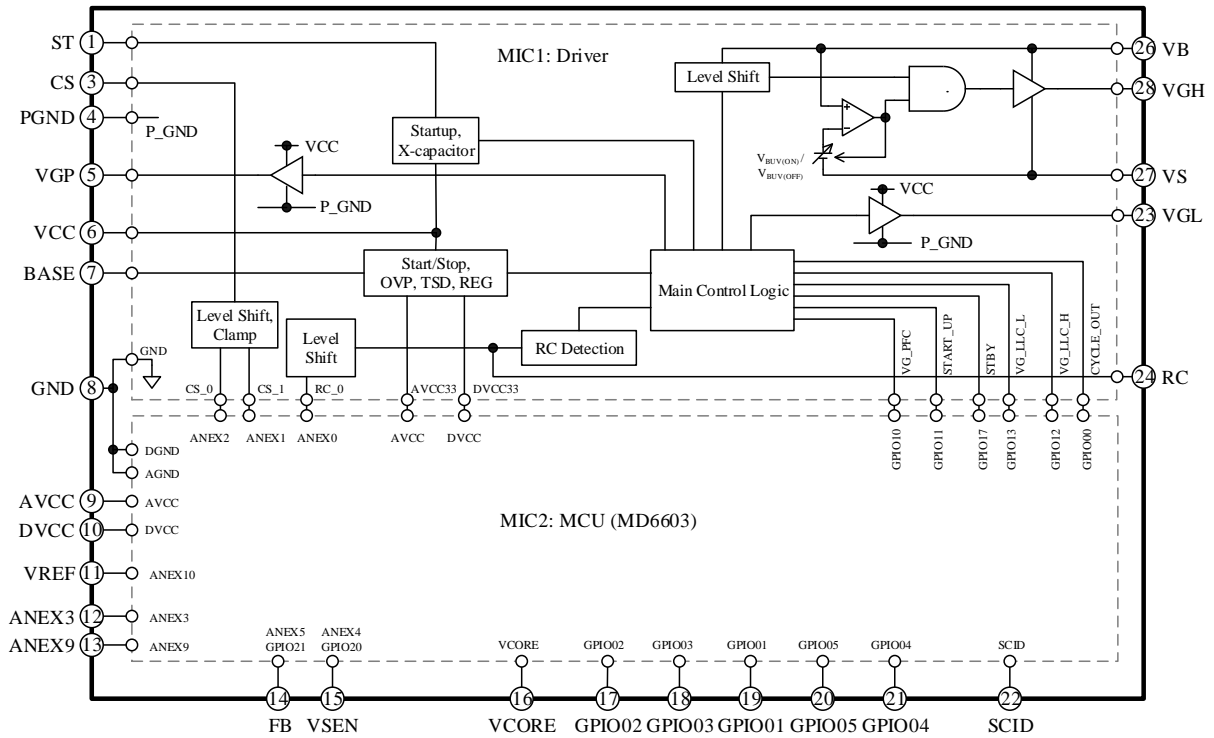 MIC1: Driver
ST 1
CS 3
PGND 4
P_GND
VGP 5
VCC
P_GND
VCC 6
BASE 7
GND 8
GND
Startup,
X-capacitor
Start/Stop,
OVP, TSD, REG
Level Shift,
Clamp
Level
Shift
RC Detection
Main Control Logic
Level Shift
+
−
VBUV(ON) /
VBUV(OFF)
VCC
P_GND
26 VB
28 VGH
27 VS
23 VGL
24 RC
CS_0
CS_1
RC_0
AVCC33
DVCC33
VG_PFC
START_UP
STBY
VG_LLC_L
VG_LLC_H
CYCLE_OUT
ANEX2
ANEX1
ANEX0
AVCC
DVCC
GPIO10
GPIO11
GPIO17
GPIO13
GPIO12
GPIO00
DGND
AGND
AVCC 9 AVCC
DVCC 10 DVCC
MIC2: MCU (MD6603)
VREF 11 ANEX10
ANEX3 12 ANEX3
ANEX9 13 ANEX9
ANEX5
GPIO21
ANEX4
GPIO20
VCORE
GPIO02
GPIO03
GPIO01
GPIO05
GPIO04
SCID
14 15 16 17 18 19 20 21 22
FB VSEN VCORE GPIO02 GPIO03 GPIO01 GPIO05 GPIO04 SCID